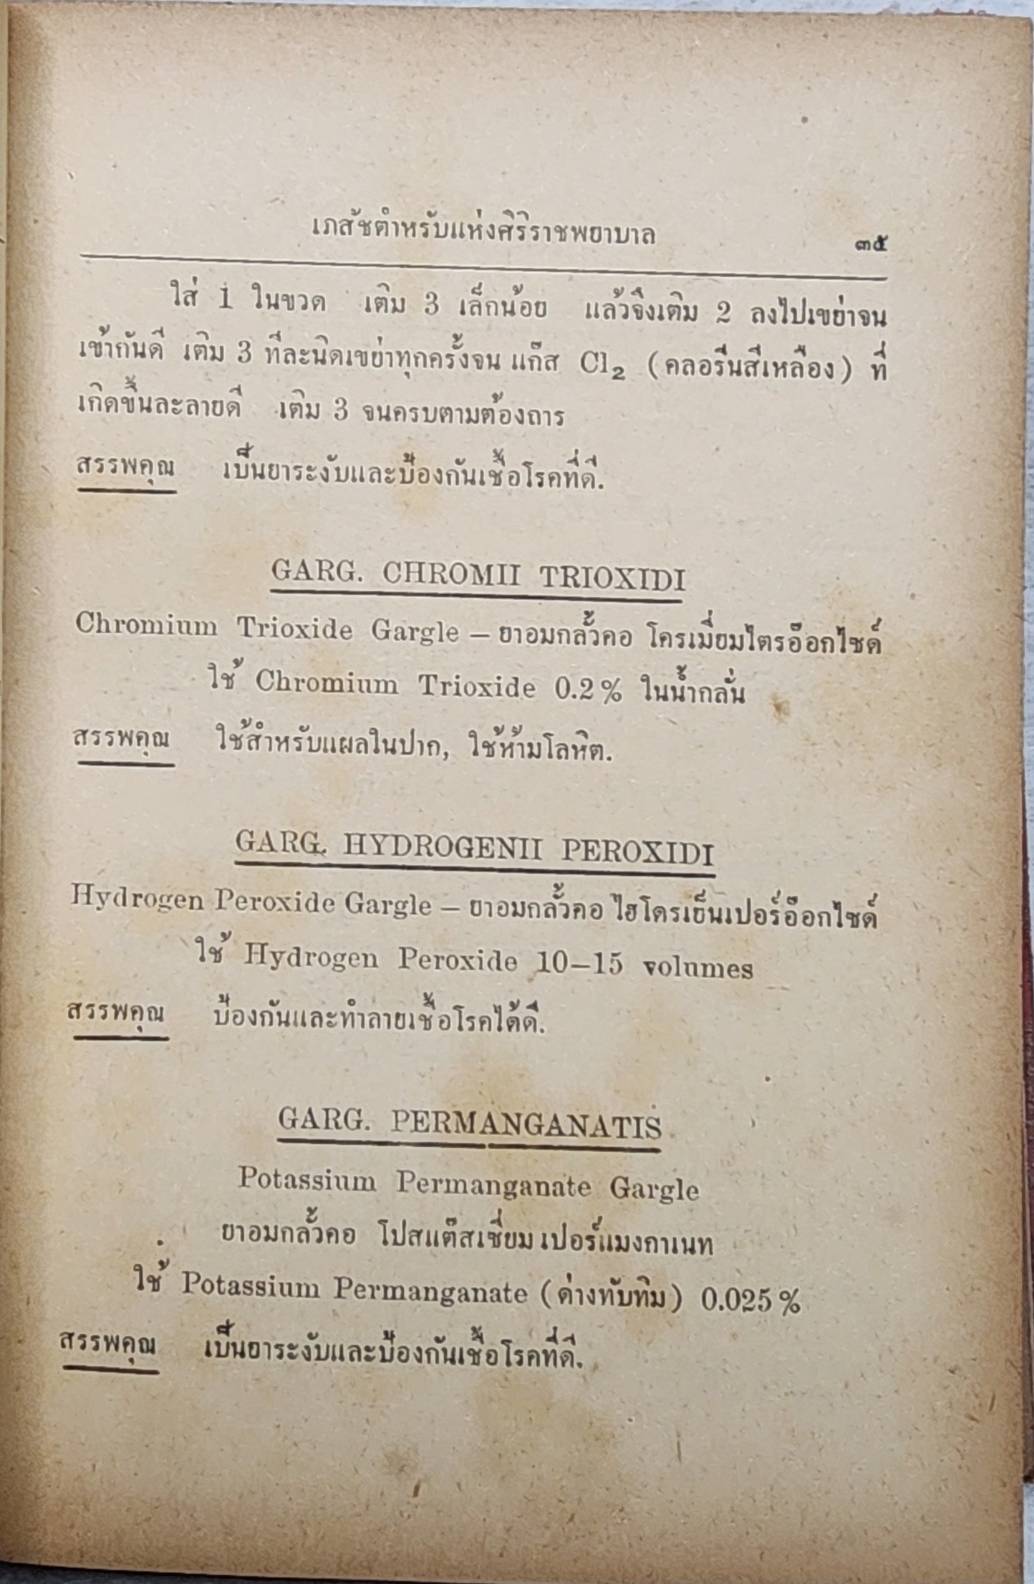 เภสัชตำหรับแห่งศิริราชพยาบาล ๓๕
ใส่ 1 ในขวด เติม 3 เล็กน้อย แล้วจึงเติม 2 ลงไปเขย่าจน
เข้ากันดี เติม 3 ทีละนิดเขย่าทุกครั้งจน แก๊ส Cl₂ (คลอรีนสีเหลือง) ที่
เกิดขึ้นละลายดี เติม 3 จนครบตามต้องถาร
สรรพคุณ เป็นยาระงับและป้องกันเชื้อโรคที่ดี.
GARG. CHROMII TRIOXIDI
Chromium Trioxide Gargle – ยาอมกลั้วคอ โครเมี่ยมไตรอ๊อกไซด์
ใช้ Chromium Trioxide 0.2% ในน้ำกลั่น
สรรพคุณ ใช้สำหรับแผลในปาก, ใช้ห้ามโลหิต.
GARG. HYDROGENII PEROXIDI
Hydrogen Peroxide Gargle – ยาอมกลั้วคอ ไฮโดรเย็นเปอร์อ๊อกไซด์
ใช้ Hydrogen Peroxide 10–15 volumes
สรรพคุณ ป้องกันและทำลายเชื้อโรคได้ดี.
GARG. PERMANGANATIS
Potassium Permanganate Gargle
ยาอมกลั้วคอ โปสแต๊สเซี่ยม เปอร์แมงกาเนท
ใช้ Potassium Permanganate (ด่างทับทิม) 0.025%
สรรพคุณ เป็นยาระงับและป้องกันเชื้อโรคที่ดี.